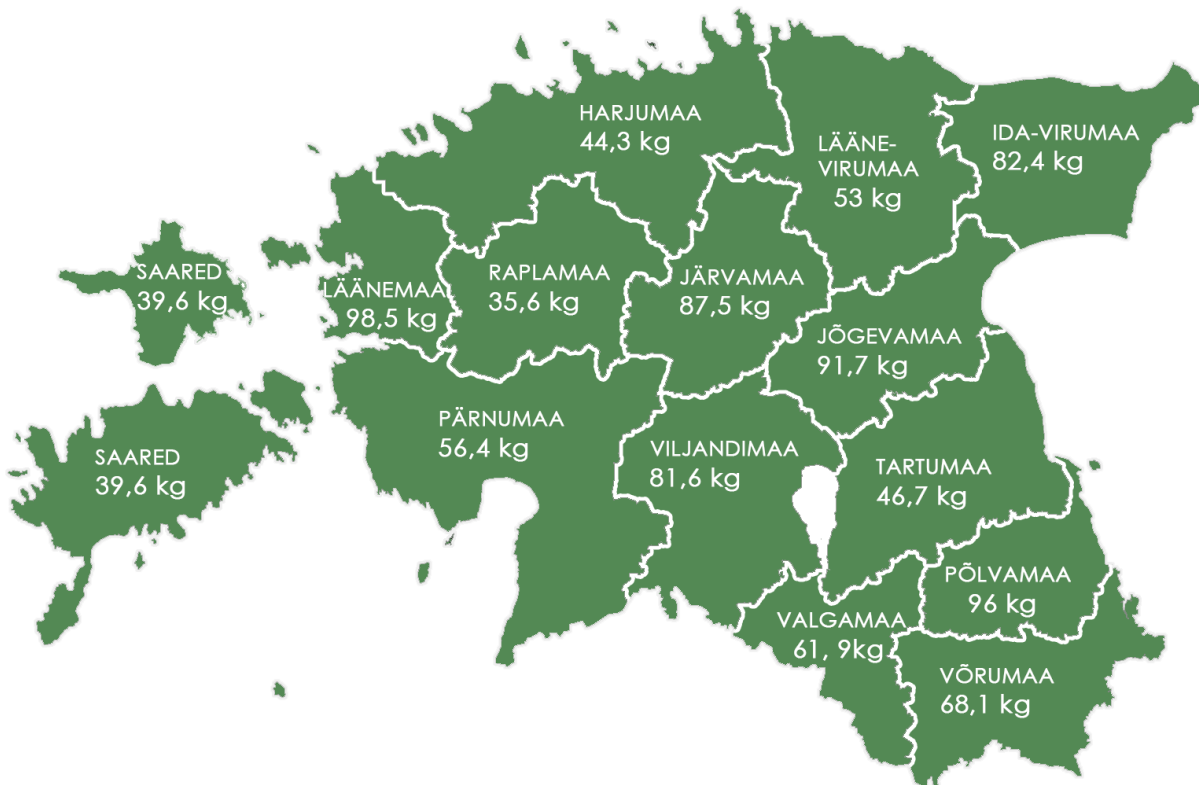 HARJUMAA
44,3 kg
LÄÄNE-
VIRUMAA
53 kg
IDA-VIRUMAA
82,4 kg
SAARED
39,6 kg
LÄÄNEMAA
98,5 kg
RAPLAMAA
35,6 kg
JÄRVAMAA
87,5 kg
JÕGEVAMAA
91,7 kg
PÄRNUMAA
56,4 kg
VILJANDIMAA
81,6 kg
SAARED
39,6 kg
TARTUMAA
46,7 kg
PÕLVAMAA
96 kg
VALGAMAA
61, 9kg
VÕRUMAA
68,1 kg